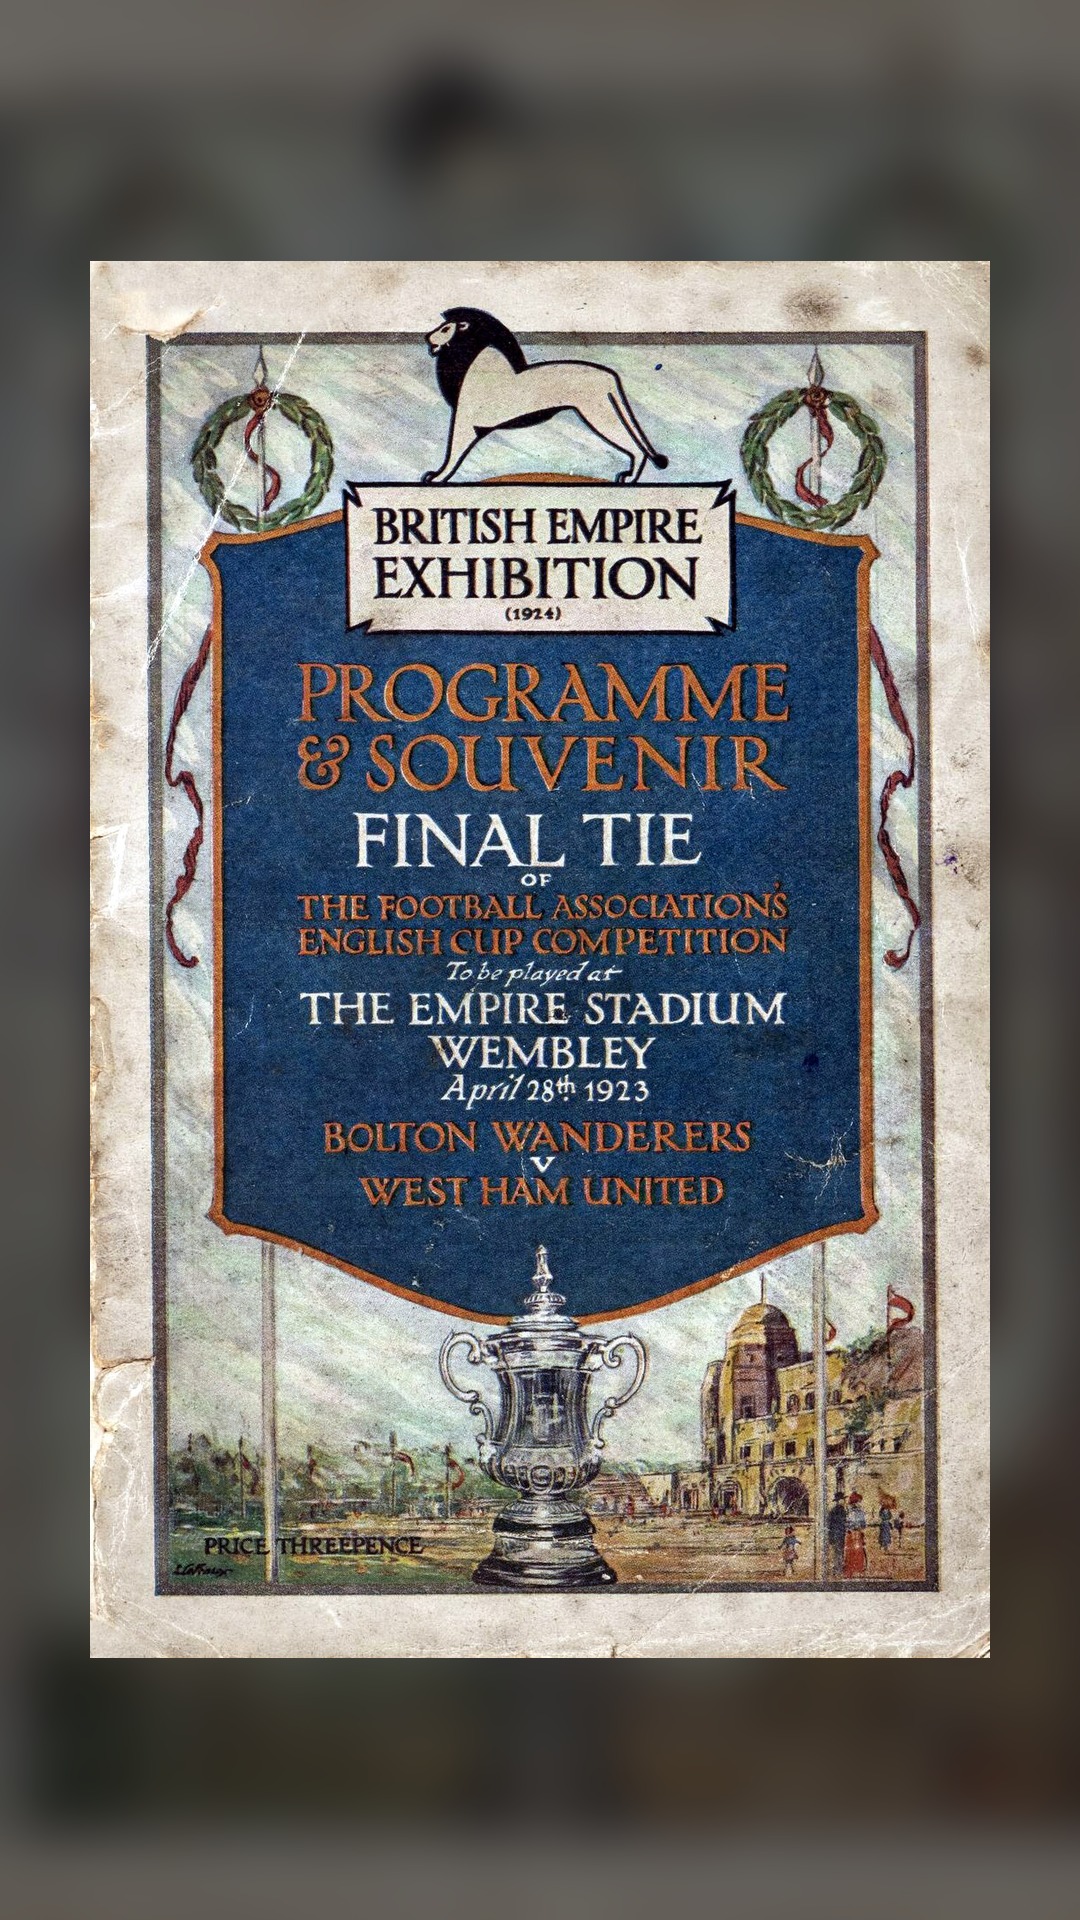 BRITISH EMPIRE
EXHIBITION
(1924)
PROGRAMME
& SOUVENIR
FINAL TIE
OF
THE FOOTBALL ASSOCIATION'S
ENGLISH CUP COMPETITION
To be played at
THE EMPIRE STADIUM
WEMBLEY
April 28th 1923
BOLTON WANDERERS
V
WEST HAM UNITED
PRICE THREEPENCE